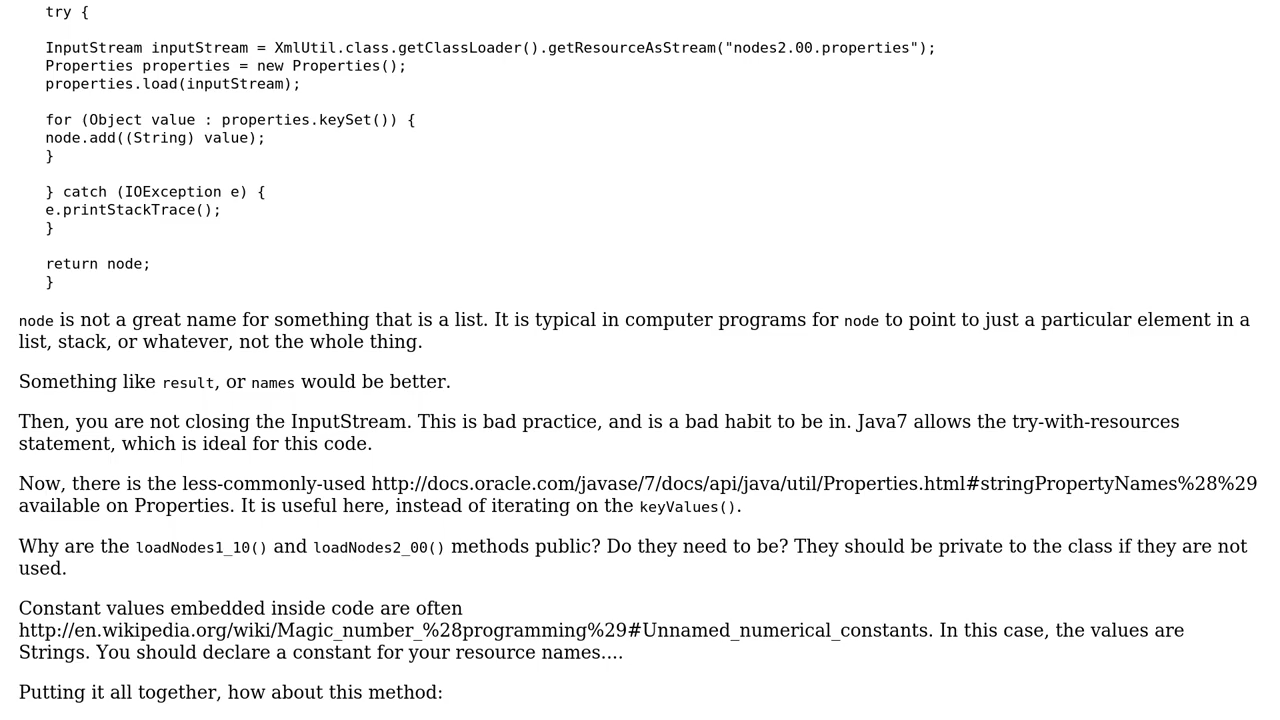 try {
InputStream inputStream = XmlUtil.class.getClassLoader().getResourceAsStream("nodes2.00.properties");
Properties properties = new Properties();
properties.load(inputStream);
for (Object value : properties.keySet()) {
node.add((String) value);
}
} catch (IOException e) {
e.printStackTrace();
}
return node;
}
node is not a great name for something that is a list. It is typical in computer programs for node to point to just a particular element in a
list, stack, or whatever, not the whole thing.
Something like result, or names would be better.
Then, you are not closing the InputStream. This is bad practice, and is a bad habit to be in. Java7 allows the try-with-resources
statement, which is ideal for this code.
Now, there is the less-commonly-used http://docs.oracle.com/javase/7/docs/api/java/util/Properties.html#stringPropertyNames%28%29
available on Properties. It is useful here, instead of iterating on the keyValues().
Why are the loadNodes1_10() and loadNodes2_00() methods public? Do they need to be? They should be private to the class if they are not
used.
Constant values embedded inside code are often
http://en.wikipedia.org/wiki/Magic_number_%28programming%29#Unnamed_numerical_constants. In this case, the values are
Strings. You should declare a constant for your resource names....
Putting it all together, how about this method: